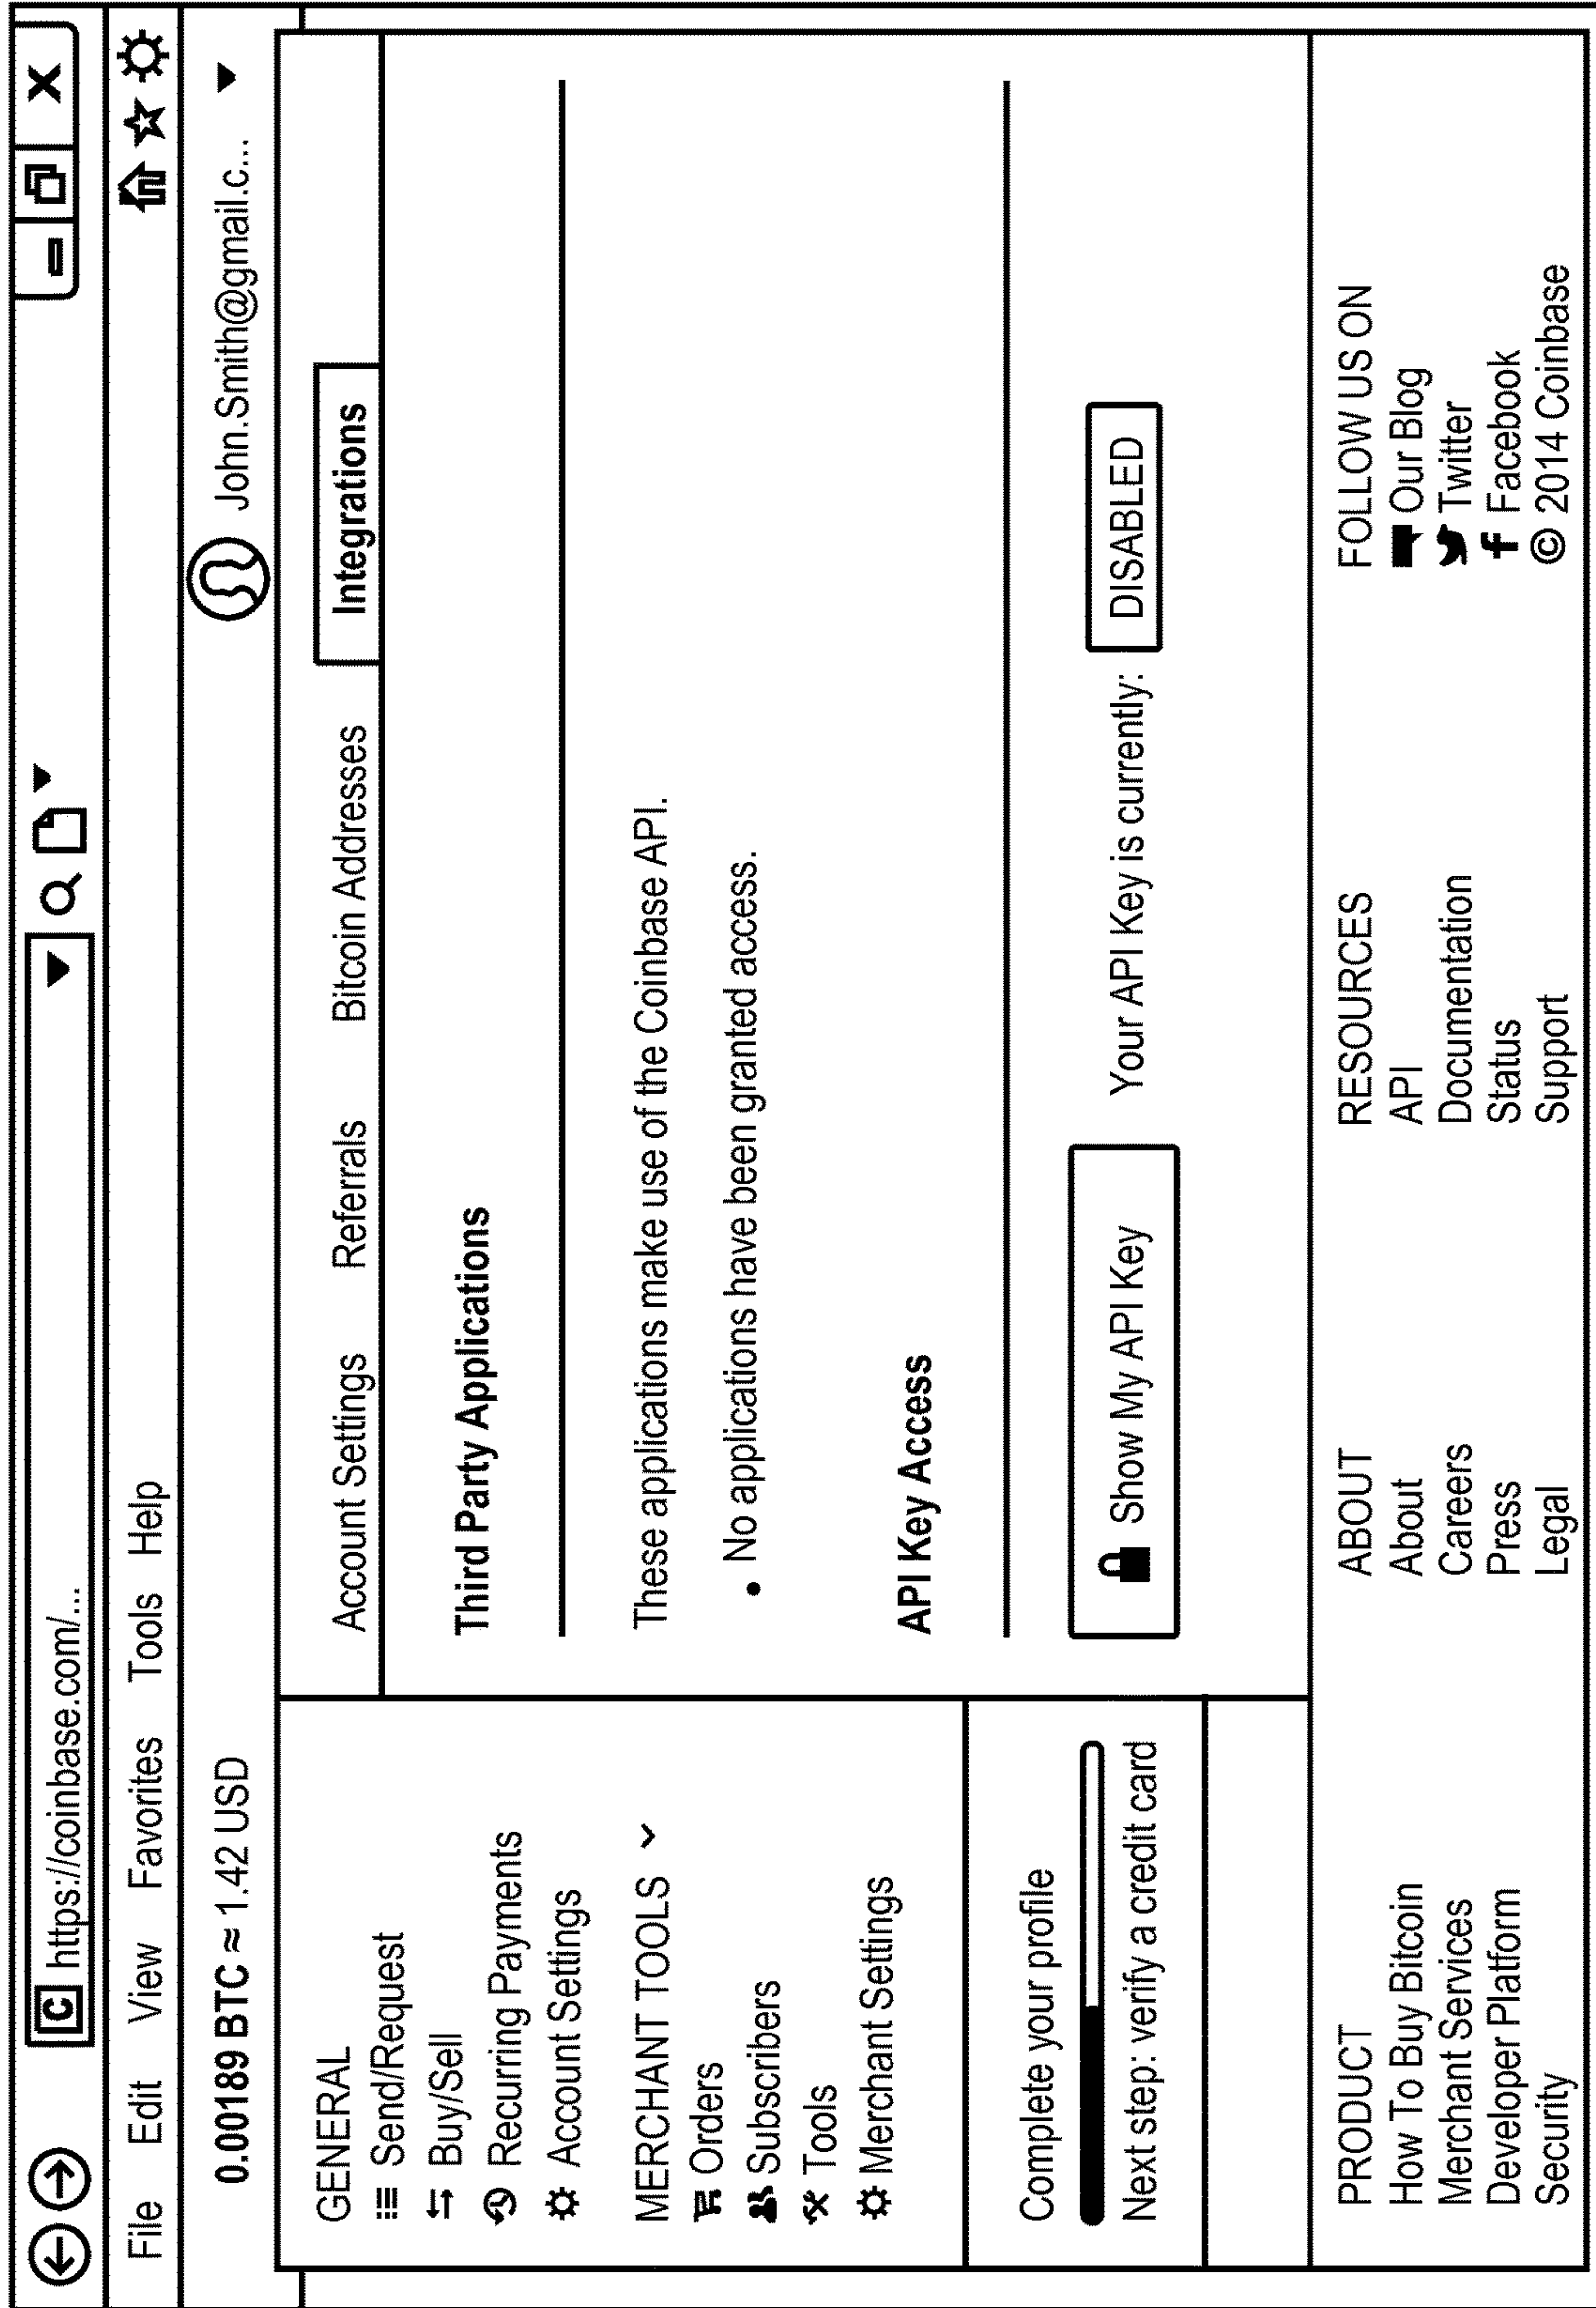 C https://coinbase.com/...
X
File Edit View Favorites Tools Help
0.00189 BTC ≈ 1.42 USD
John.Smith@gmail.c...
GENERAL
Send/Request
Buy/Sell
Recurring Payments
Account Settings
MERCHANT TOOLS
Orders
Subscribers
Tools
Merchant Settings
Complete your profile
Next step: verify a credit card
Account Settings Referrals Bitcoin Addresses Integrations
Third Party Applications
These applications make use of the Coinbase API.
• No applications have been granted access.
API Key Access
Show My API Key Your API Key is currently: DISABLED
PRODUCT
How To Buy Bitcoin
Merchant Services
Developer Platform
Security
ABOUT
About
Careers
Press
Legal
RESOURCES
API
Documentation
Status
Support
FOLLOW US ON
Our Blog
Twitter
f Facebook
© 2014 Coinbase